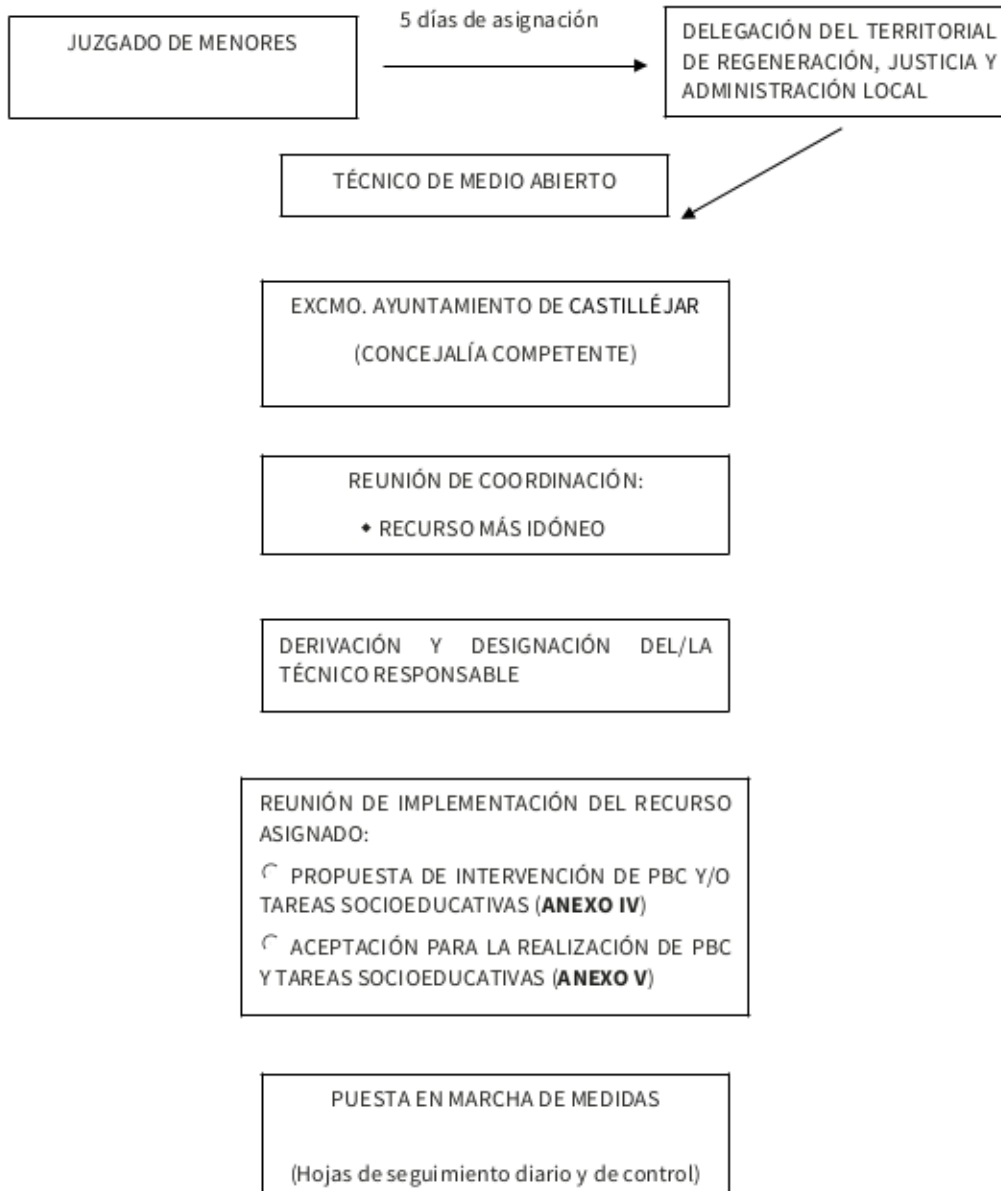 JUZGADO DE MENORES
5 días de asignación
DELEGACIÓN DEL TERRITORIAL
DE REGENERACIÓN, JUSTICIA Y
ADMINISTRACIÓN LOCAL
TÉCNICO DE MEDIO ABIERTO
EXCMO. AYUNTAMIENTO DE CASTILLÉJAR
(CONCEJALÍA COMPETENTE)
REUNIÓN DE COORDINACIÓN:
◆ RECURSO MÁS IDÓNEO
DERIVACIÓN Y DESIGNACIÓN DEL/LA
TÉCNICO RESPONSABLE
REUNIÓN DE IMPLEMENTACIÓN DEL RECURSO
ASIGNADO:
PROPUESTA DE INTERVENCIÓN DE PBC Y/O
TAREAS SOCIOEDUCATIVAS (ANEXO IV)
ACEPTACIÓN PARA LA REALIZACIÓN DE PBC
Y TAREAS SOCIOEDUCATIVAS (ANEXO V)
PUESTA EN MARCHA DE MEDIDAS
(Hojas de seguimiento diario y de control)